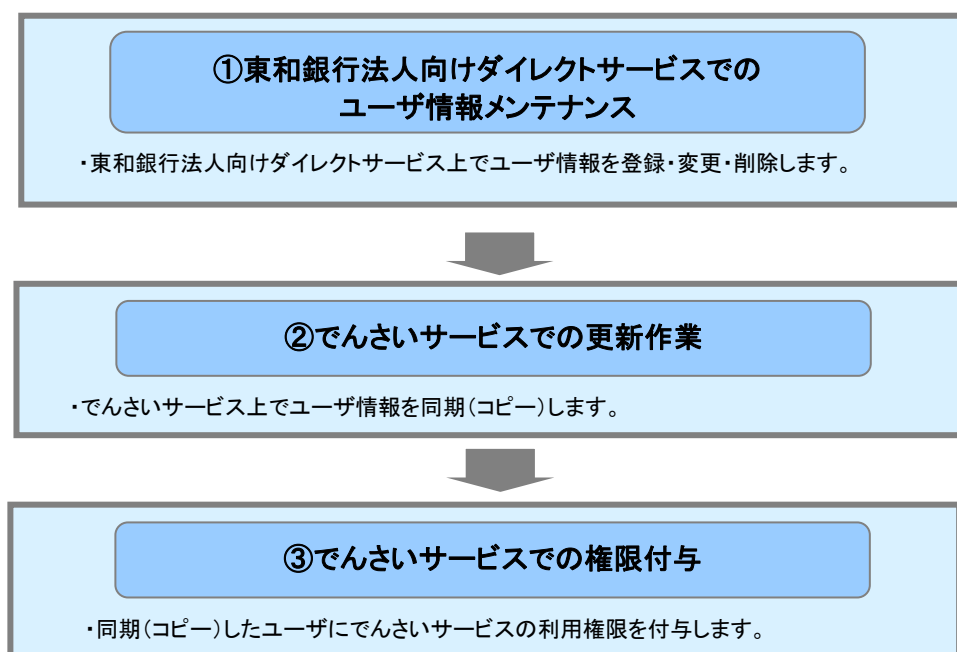 ①東和銀行法人向けダイレクトサービスでの
ユーザ情報メンテナンス
・東和銀行法人向けダイレクトサービス上でユーザ情報を登録・変更・削除します。
②でんさいサービスでの更新作業
・でんさいサービス上でユーザ情報を同期(コピー)します。
③でんさいサービスでの権限付与
・同期(コピー)したユーザにでんさいサービスの利用権限を付与します。